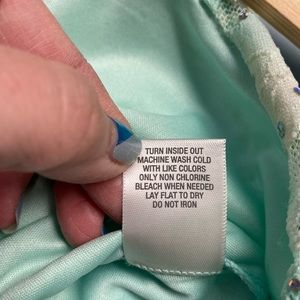 TURN INSIDE OUT
MACHINE WASH COLD
WITH LIKE COLORS
ONLY NON CHLORINE
BLEACH WHEN NEEDED
LAY FLAT TO DRY
DO NOT IRON